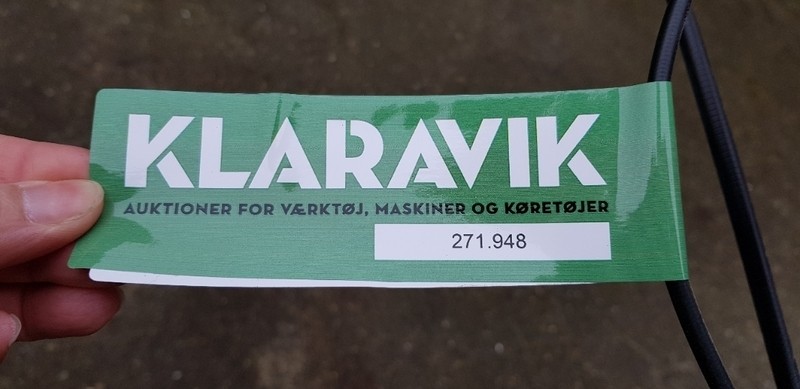 KLARAVIK
AUKTIONER FOR VÆRKTØJ, MASKINER OG KØRETØJER
271.948